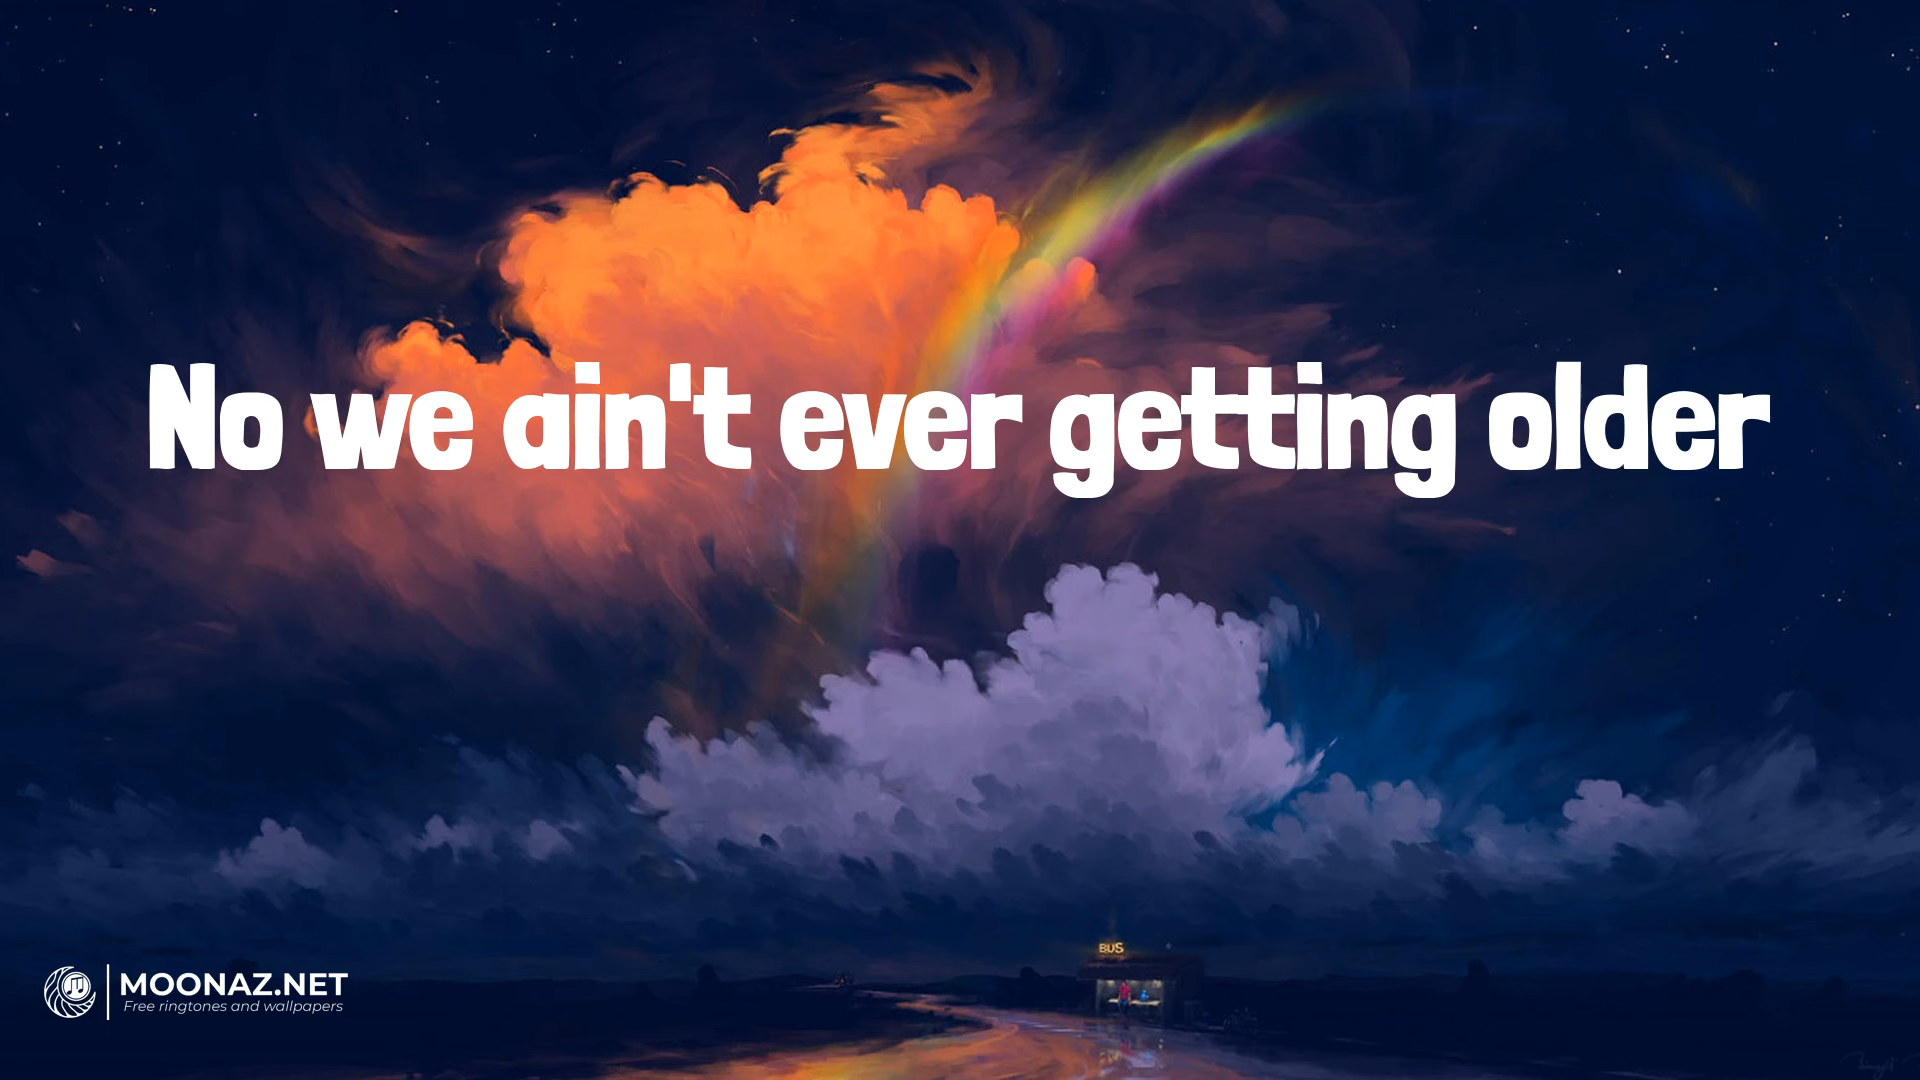 No we ain't ever getting older
BUS
MOONAZ.NET
Free ringtones and wallpapers